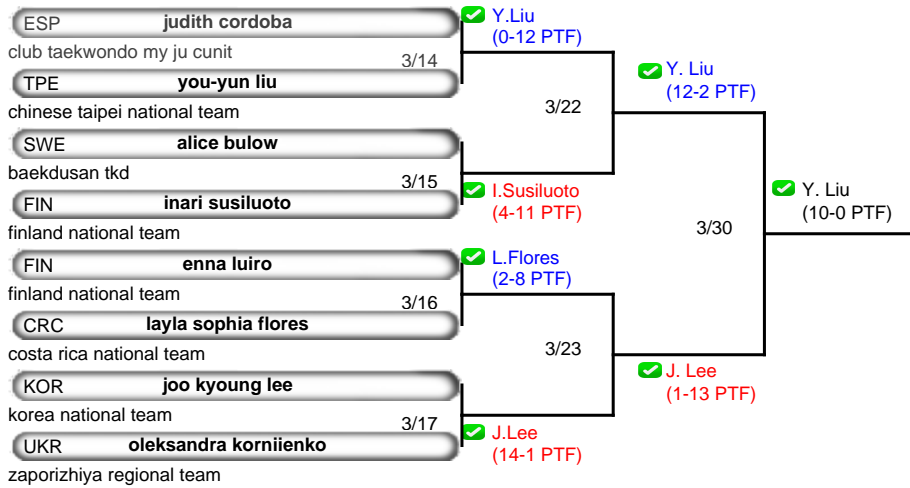 ESP judith cordoba
Y.Liu
(0-12 PTF)
club taekwondo my ju cunit
3/14
TPE you-yun liu
Y. Liu
(12-2 PTF)
chinese taipei national team
3/22
SWE alice bulow
baekdusan tkd
3/15
I.Susiluoto
(4-11 PTF)
FIN inari susiluoto
Y. Liu
(10-0 PTF)
finland national team
3/30
FIN enna luiro
L.Flores
(2-8 PTF)
finland national team
3/16
CRC layla sophia flores
costa rica national team
3/23
KOR joo kyoung lee
J. Lee
(1-13 PTF)
korea national team
3/17
UKR oleksandra korniienko
J.Lee
(14-1 PTF)
zaporizhiya regional team